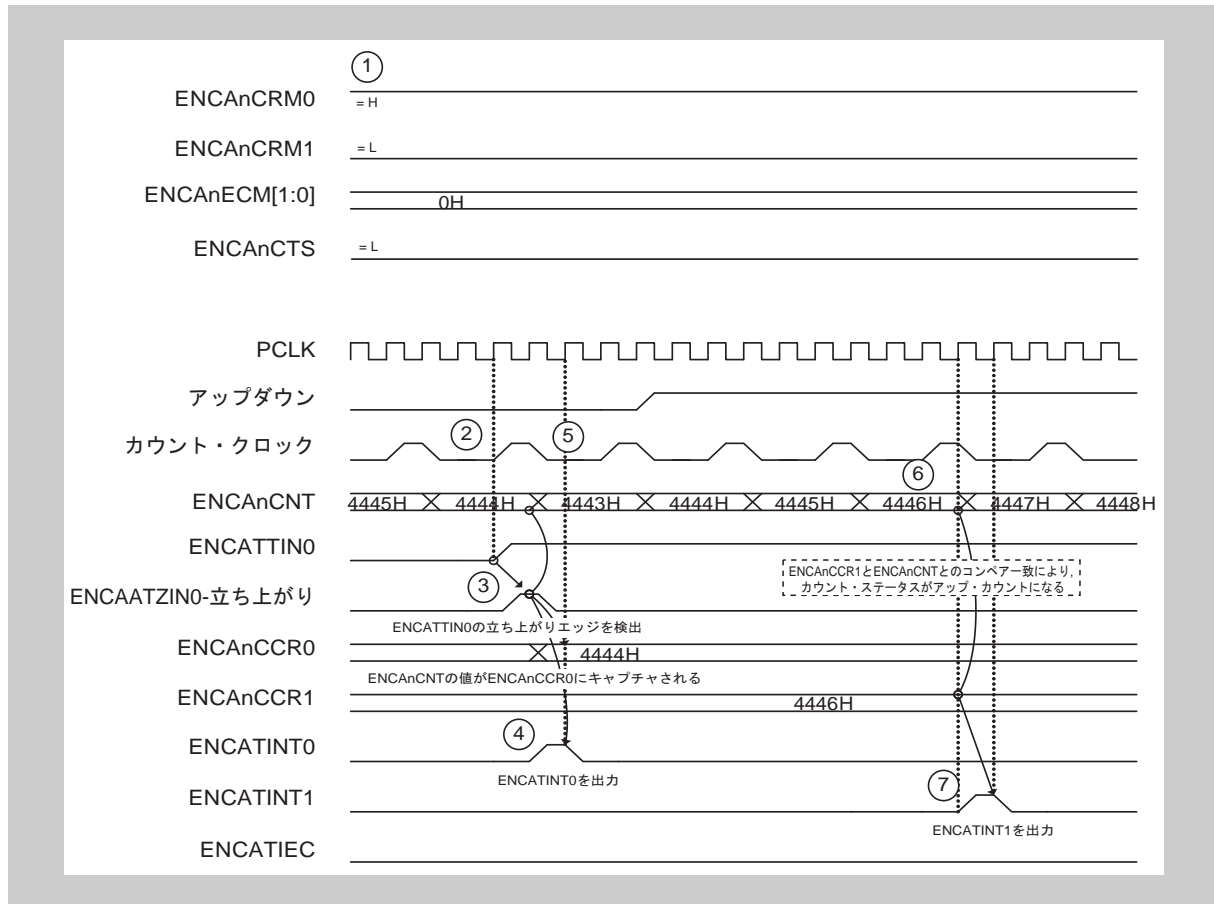 ①
ENCAnCRM0 = H
ENCAnCRM1 = L
ENCAnECM[1:0] 0H
ENCAnCTS = L
PCLK
アップダウン
カウント・クロック ② ⑤
ENCAnCNT 4445H 4444H 4443H 4444H 4445H 4446H 4447H 4448H
⑥
ENCATTIN0
ENCAnCCR1とENCAnCNTとのコンペアー致により,
カウント・ステータスがアップ・カウントになる
ENCAATZIN0-立ち上がり ③
ENCATTIN0の立ち上がりエッジを検出
ENCAnCCR0 4444H
ENCAnCNTの値がENCAnCCR0にキャプチャされる
ENCAnCCR1 4446H
ENCATINT0 ④
ENCATINT0を出力
ENCATINT1 ⑦
ENCATINT1を出力
ENCATIEC